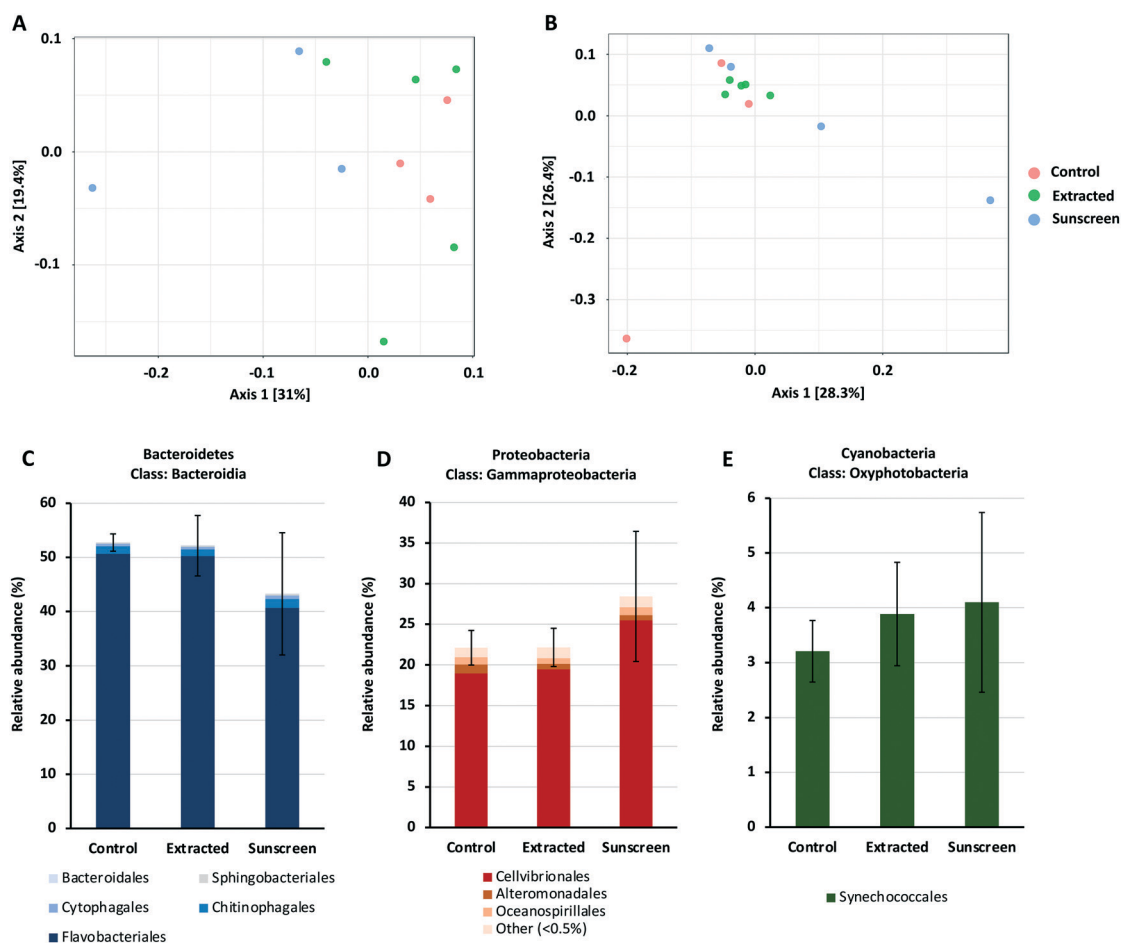 A
0.1
0.0
-0.1
Axis 2 [19.4%]
-0.2
-0.1
0.0
0.1
Axis 1 [31%]
B
0.1
0.0
-0.1
-0.2
-0.3
Axis 2 [26.4%]
-0.2
0.0
0.2
Axis 1 [28.3%]
Control
Extracted
Sunscreen
C
Bacteroidetes
Class: Bacteroidia
60
50
40
30
20
10
0
Relative abundance (%)
Control
Extracted
Sunscreen
Bacteroidales
Sphingobacteriales
Cytophagales
Chitinophagales
Flavobacteriales
D
Proteobacteria
Class: Gammaproteobacteria
40
35
30
25
20
15
10
5
0
Relative abundance (%)
Control
Extracted
Sunscreen
Cellvibrionales
Alteromonadales
Oceanospirillales
Other (<0.5%)
E
Cyanobacteria
Class: Oxyphotobacteria
6
5
4
3
2
1
0
Relative abundance (%)
Control
Extracted
Sunscreen
Synechococcales